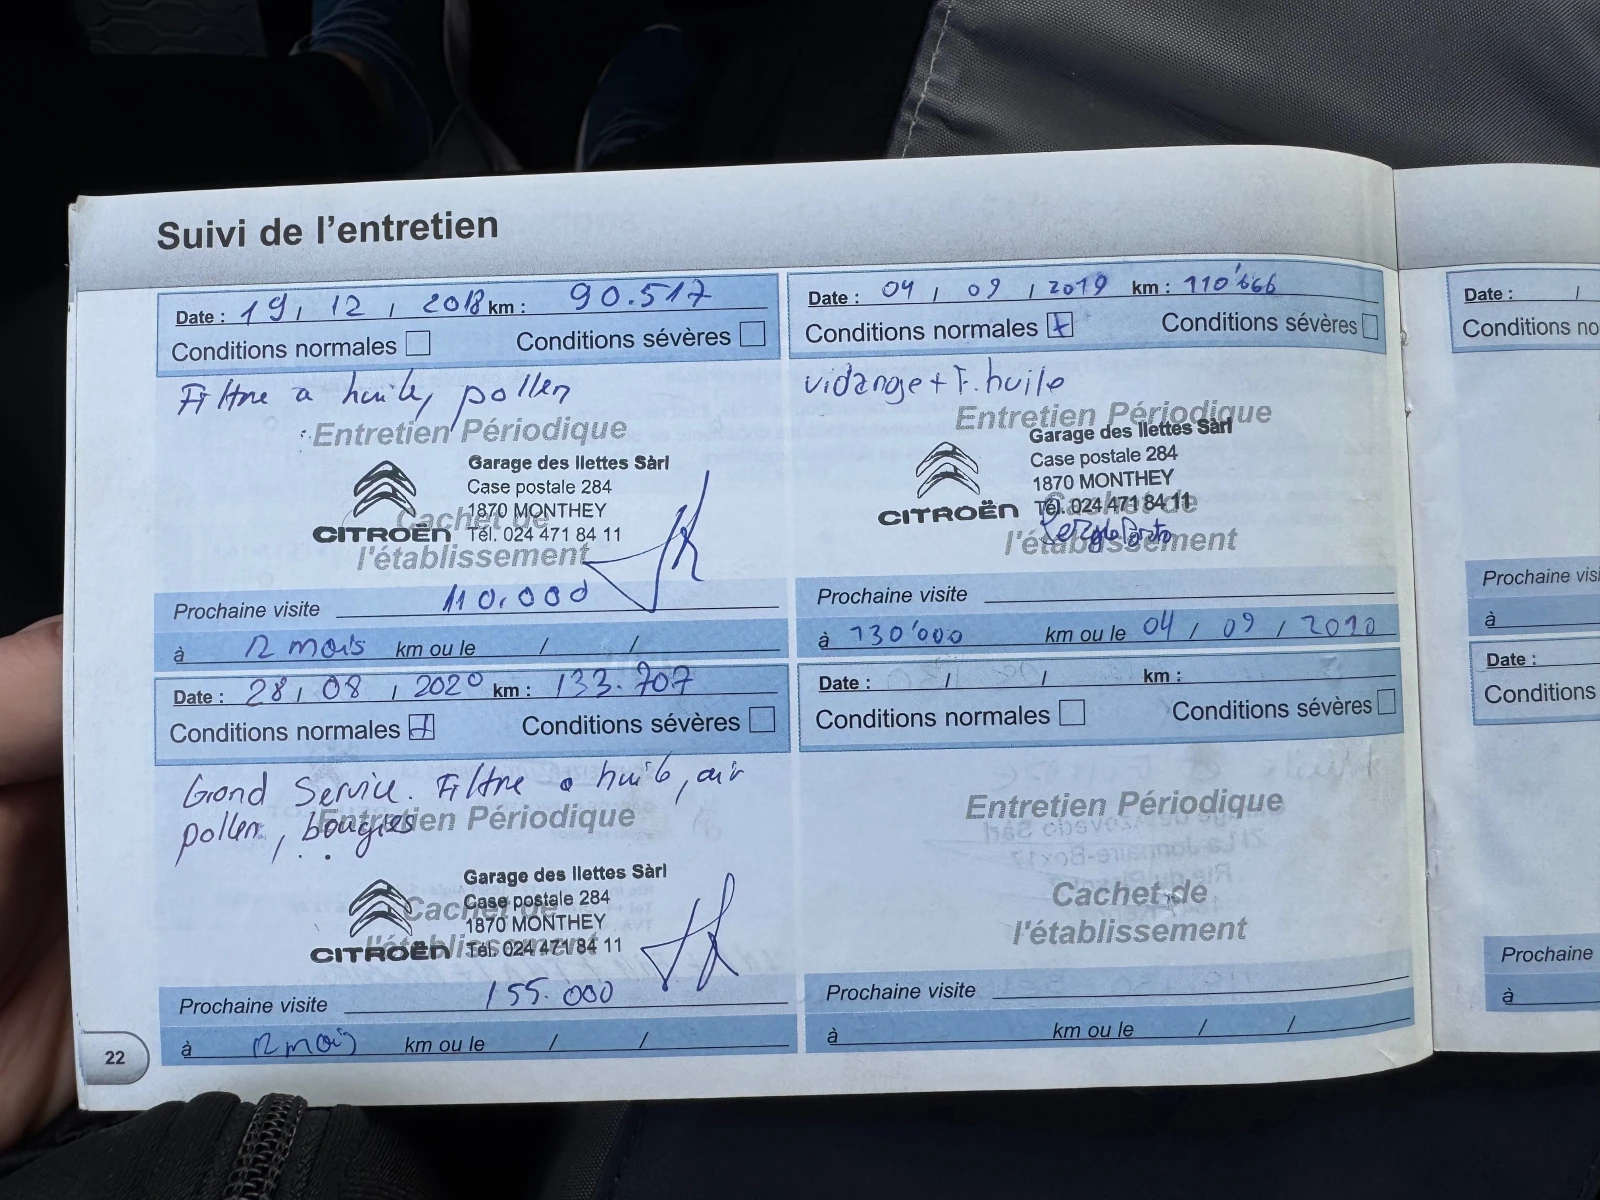 Suivi de l'entretien
Date : 19 / 12 / 2018 km : 90.517
Conditions normales Conditions sévères
Filtre a huile, pollen
Entretien Périodique
Garage des Ilettes Sàrl
Case postale 284
1870 MONTHEY
CITROËN Tél. 024 471 84 11
Cachet de
l'établissement
Prochaine visite 110.000
à 12 mois km ou le / /
Date : 04 / 09 / 2019 km : 110'666
Conditions normales + Conditions sévères
vidange + F. huile
Entretien Périodique
Garage des Ilettes Sàrl
Case postale 284
1870 MONTHEY
CITROËN Tél. 024 471 84 11
Cachet de
l'établissement
Prochaine visite
à 130'000 km ou le 04 / 09 / 2010
Date : 28 / 08 / 2020 km : 133.707
Conditions normales + Conditions sévères
Grand Service. Filtre a huile, air
pollen, bougies
Entretien Périodique
Garage des Ilettes Sàrl
Case postale 284
1870 MONTHEY
CITROËN Tél. 024 471 84 11
Cachet de
l'établissement
Prochaine visite 155.000
à 12 mois km ou le / /
Date : / / km :
Conditions normales Conditions sévères
Entretien Périodique
Cachet de
l'établissement
Prochaine visite
à km ou le / /
22
Date : /
Conditions no
Prochaine visi
à
Date :
Conditions
Prochaine
à